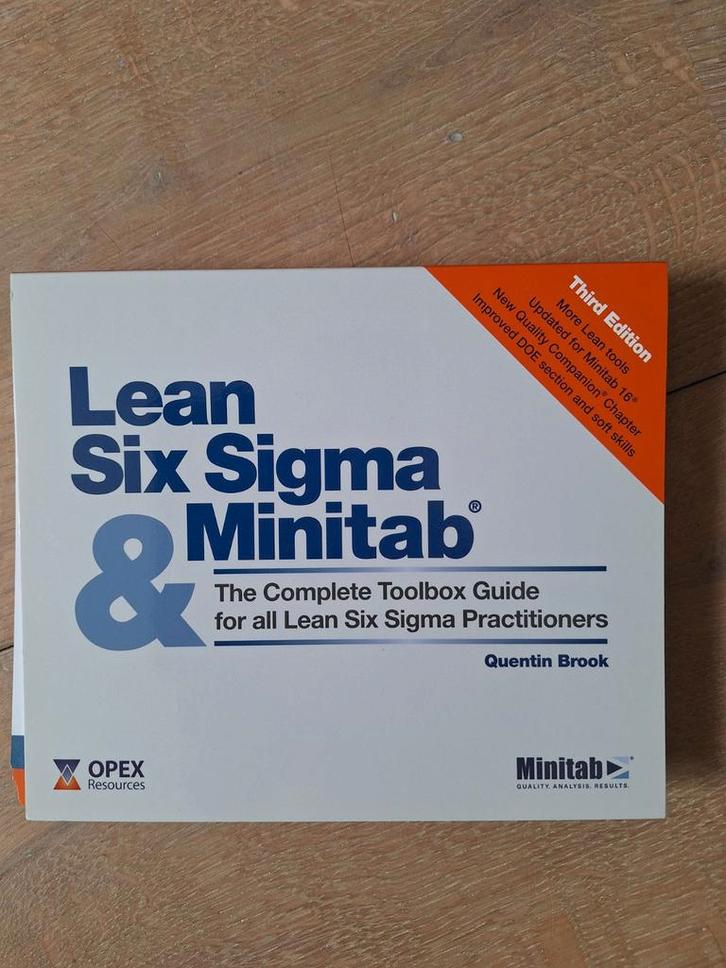 Third Edition
More Lean tools
Updated for Minitab 16®
New Quality Companion® Chapter
Improved DOE section and soft skills
Lean
Six Sigma
& Minitab®
The Complete Toolbox Guide
for all Lean Six Sigma Practitioners
Quentin Brook
OPEX
Resources
Minitab®
QUALITY. ANALYSIS. RESULTS.